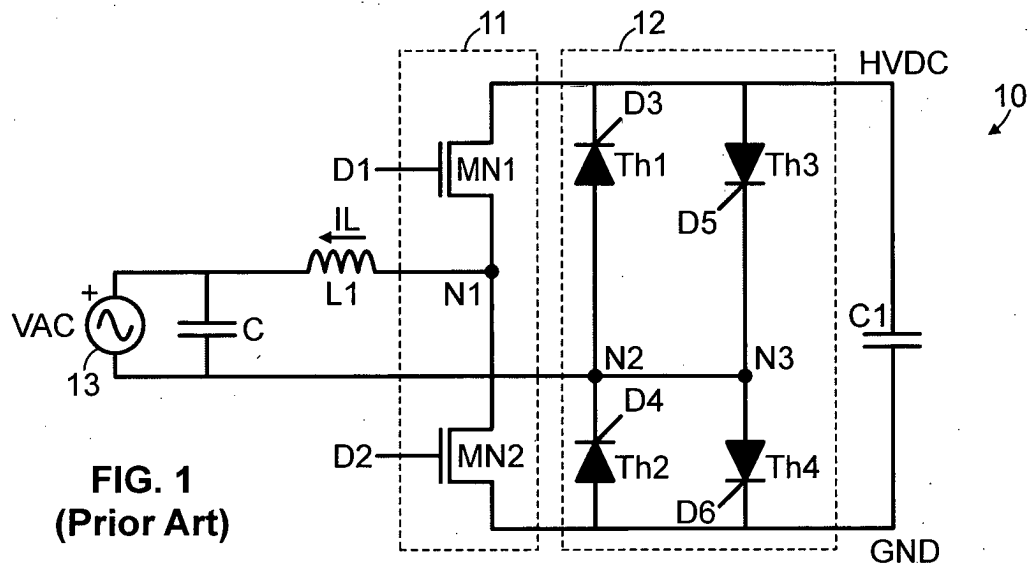 11
12
HVDC
10
D3
D1
MN1
Th1
Th3
D5
IL
+
L1
N1
C1
VAC
C
13
N2
N3
D4
D2
MN2
Th2
Th4
D6
FIG. 1
(Prior Art)
GND